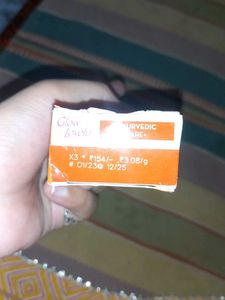 Glow
Lovely
AYURVEDIC
CARE+
X3 * ₹154/- ₹3.08/g
# 01/23@ 12/25